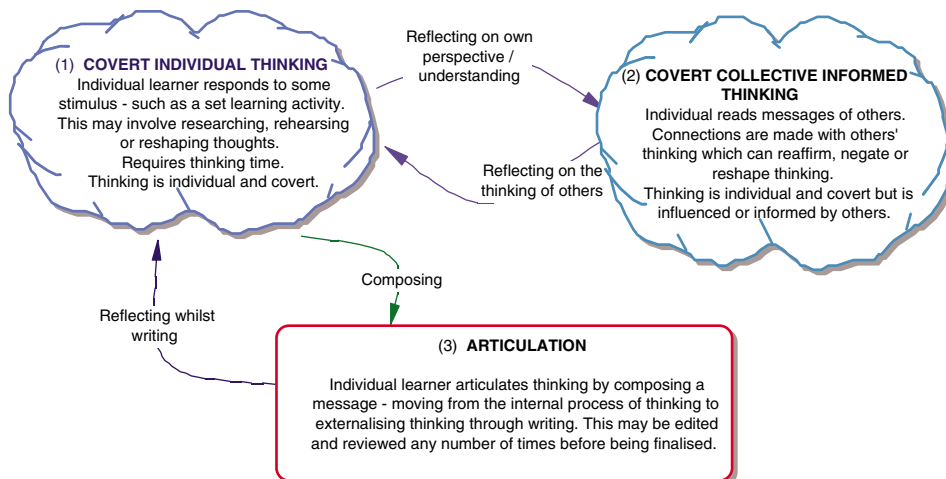 (1) COVERT INDIVIDUAL THINKING
Individual learner responds to some
stimulus - such as a set learning activity.
This may involve researching, rehearsing
or reshaping thoughts.
Requires thinking time.
Thinking is individual and covert.
Reflecting on own
perspective /
understanding
(2) COVERT COLLECTIVE INFORMED
THINKING
Individual reads messages of others.
Connections are made with others'
thinking which can reaffirm, negate or
reshape thinking.
Thinking is individual and covert but is
influenced or informed by others.
Reflecting on the
thinking of others
Composing
Reflecting whilst
writing
(3) ARTICULATION
Individual learner articulates thinking by composing a
message - moving from the internal process of thinking to
externalising thinking through writing. This may be edited
and reviewed any number of times before being finalised.